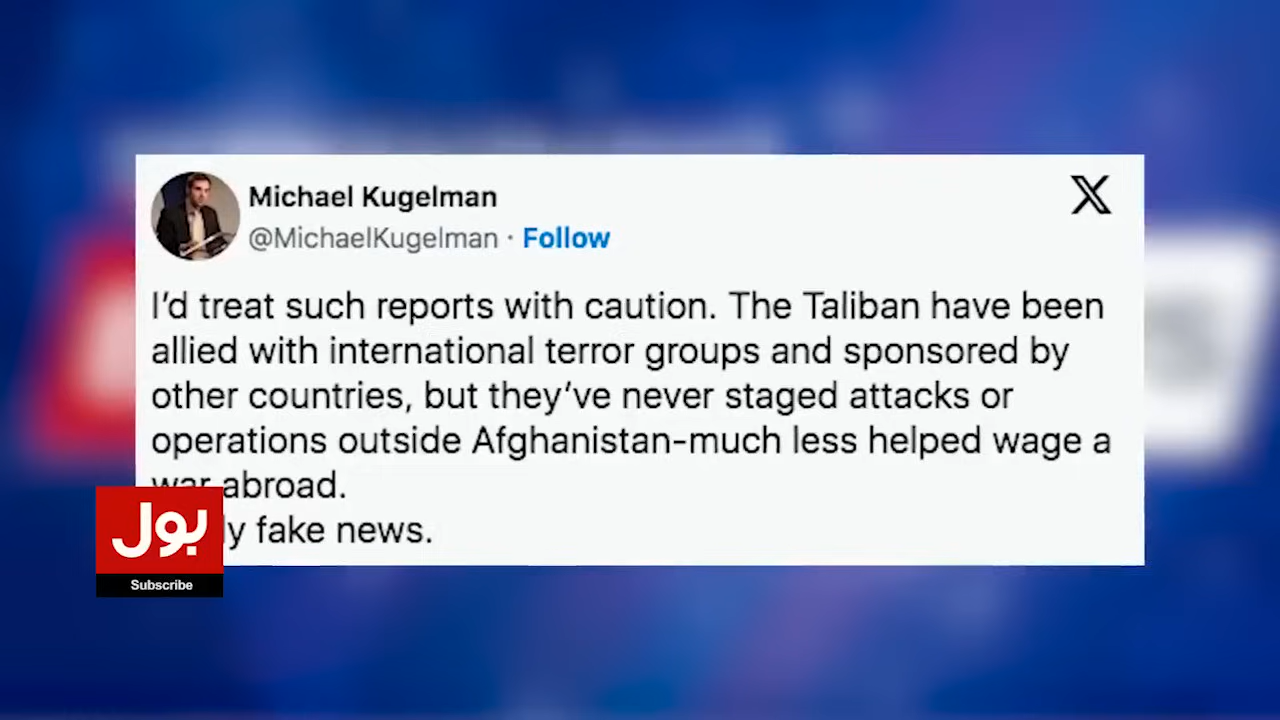 Michael Kugelman
@MichaelKugelman · Follow
I’d treat such reports with caution. The Taliban have been
allied with international terror groups and sponsored by
other countries, but they’ve never staged attacks or
operations outside Afghanistan-much less helped wage a
war abroad.
fake news.
بول
Subscribe